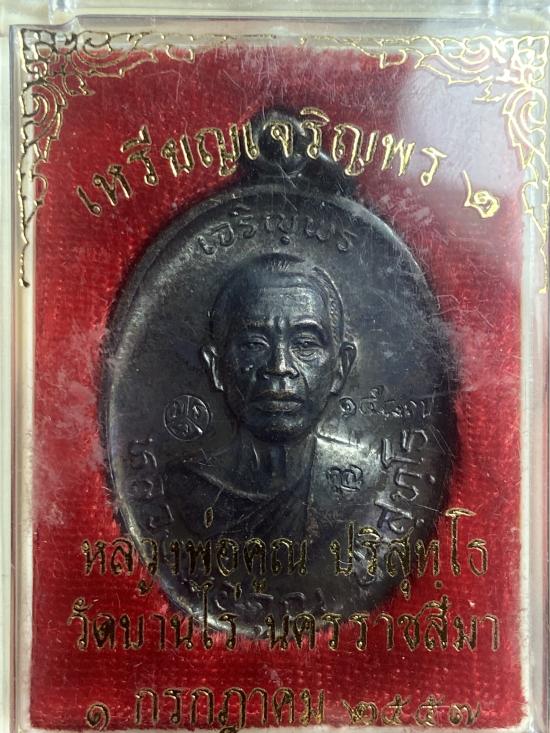 เหรียญเจริญพร ๒
เจริญพร
หลวงพ่อคูณ ปริสุทฺโธ
วัดบ้านไร่ นครราชสีมา
๑ กรกฎาคม ๒๕๕๗